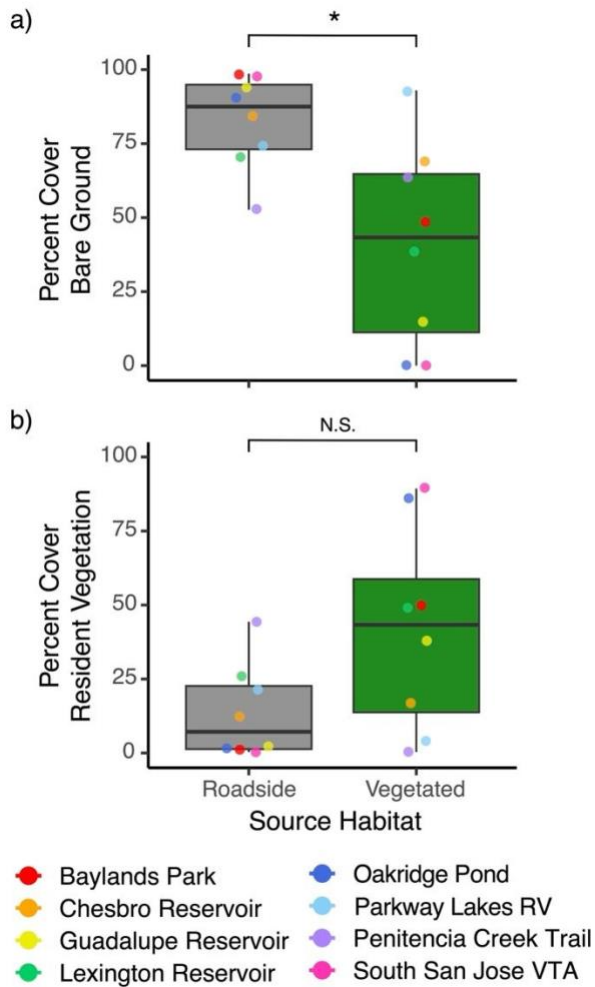 a)
*
Percent Cover
Bare Ground
100
75
50
25
0
b)
N.S.
Percent Cover
Resident Vegetation
100
75
50
25
0
Roadside Vegetated
Source Habitat
Baylands Park
Chesbro Reservoir
Guadalupe Reservoir
Lexington Reservoir
Oakridge Pond
Parkway Lakes RV
Penitencia Creek Trail
South San Jose VTA